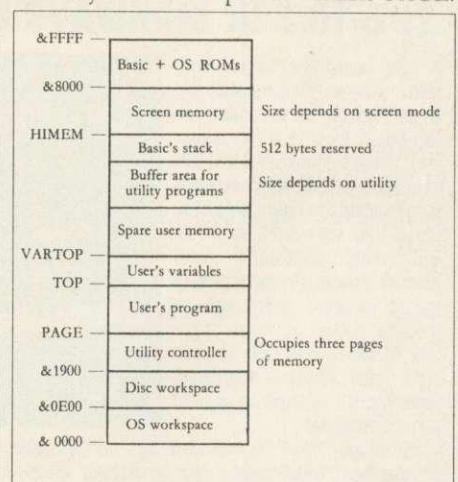 &FFFF
Basic + OS ROMs
&8000
Screen memory Size depends on screen mode
HIMEM
Basic's stack 512 bytes reserved
Buffer area for
utility programs Size depends on utility
Spare user memory
VARTOP
User's variables
TOP
User's program
PAGE
Utility controller Occupies three pages
of memory
&1900
Disc workspace
&0E00
OS workspace
& 0000